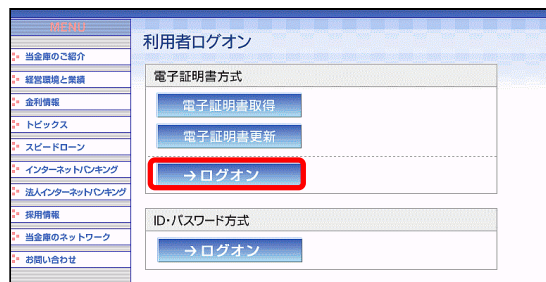 MENU
当金庫のご紹介
経営環境と業績
金利情報
トピックス
スピードローン
インターネットバンキング
法人インターネットバンキング
採用情報
当金庫のネットワーク
お問い合わせ
利用者ログオン
電子証明書方式
電子証明書取得
電子証明書更新
→ログオン
ID・パスワード方式
→ログオン